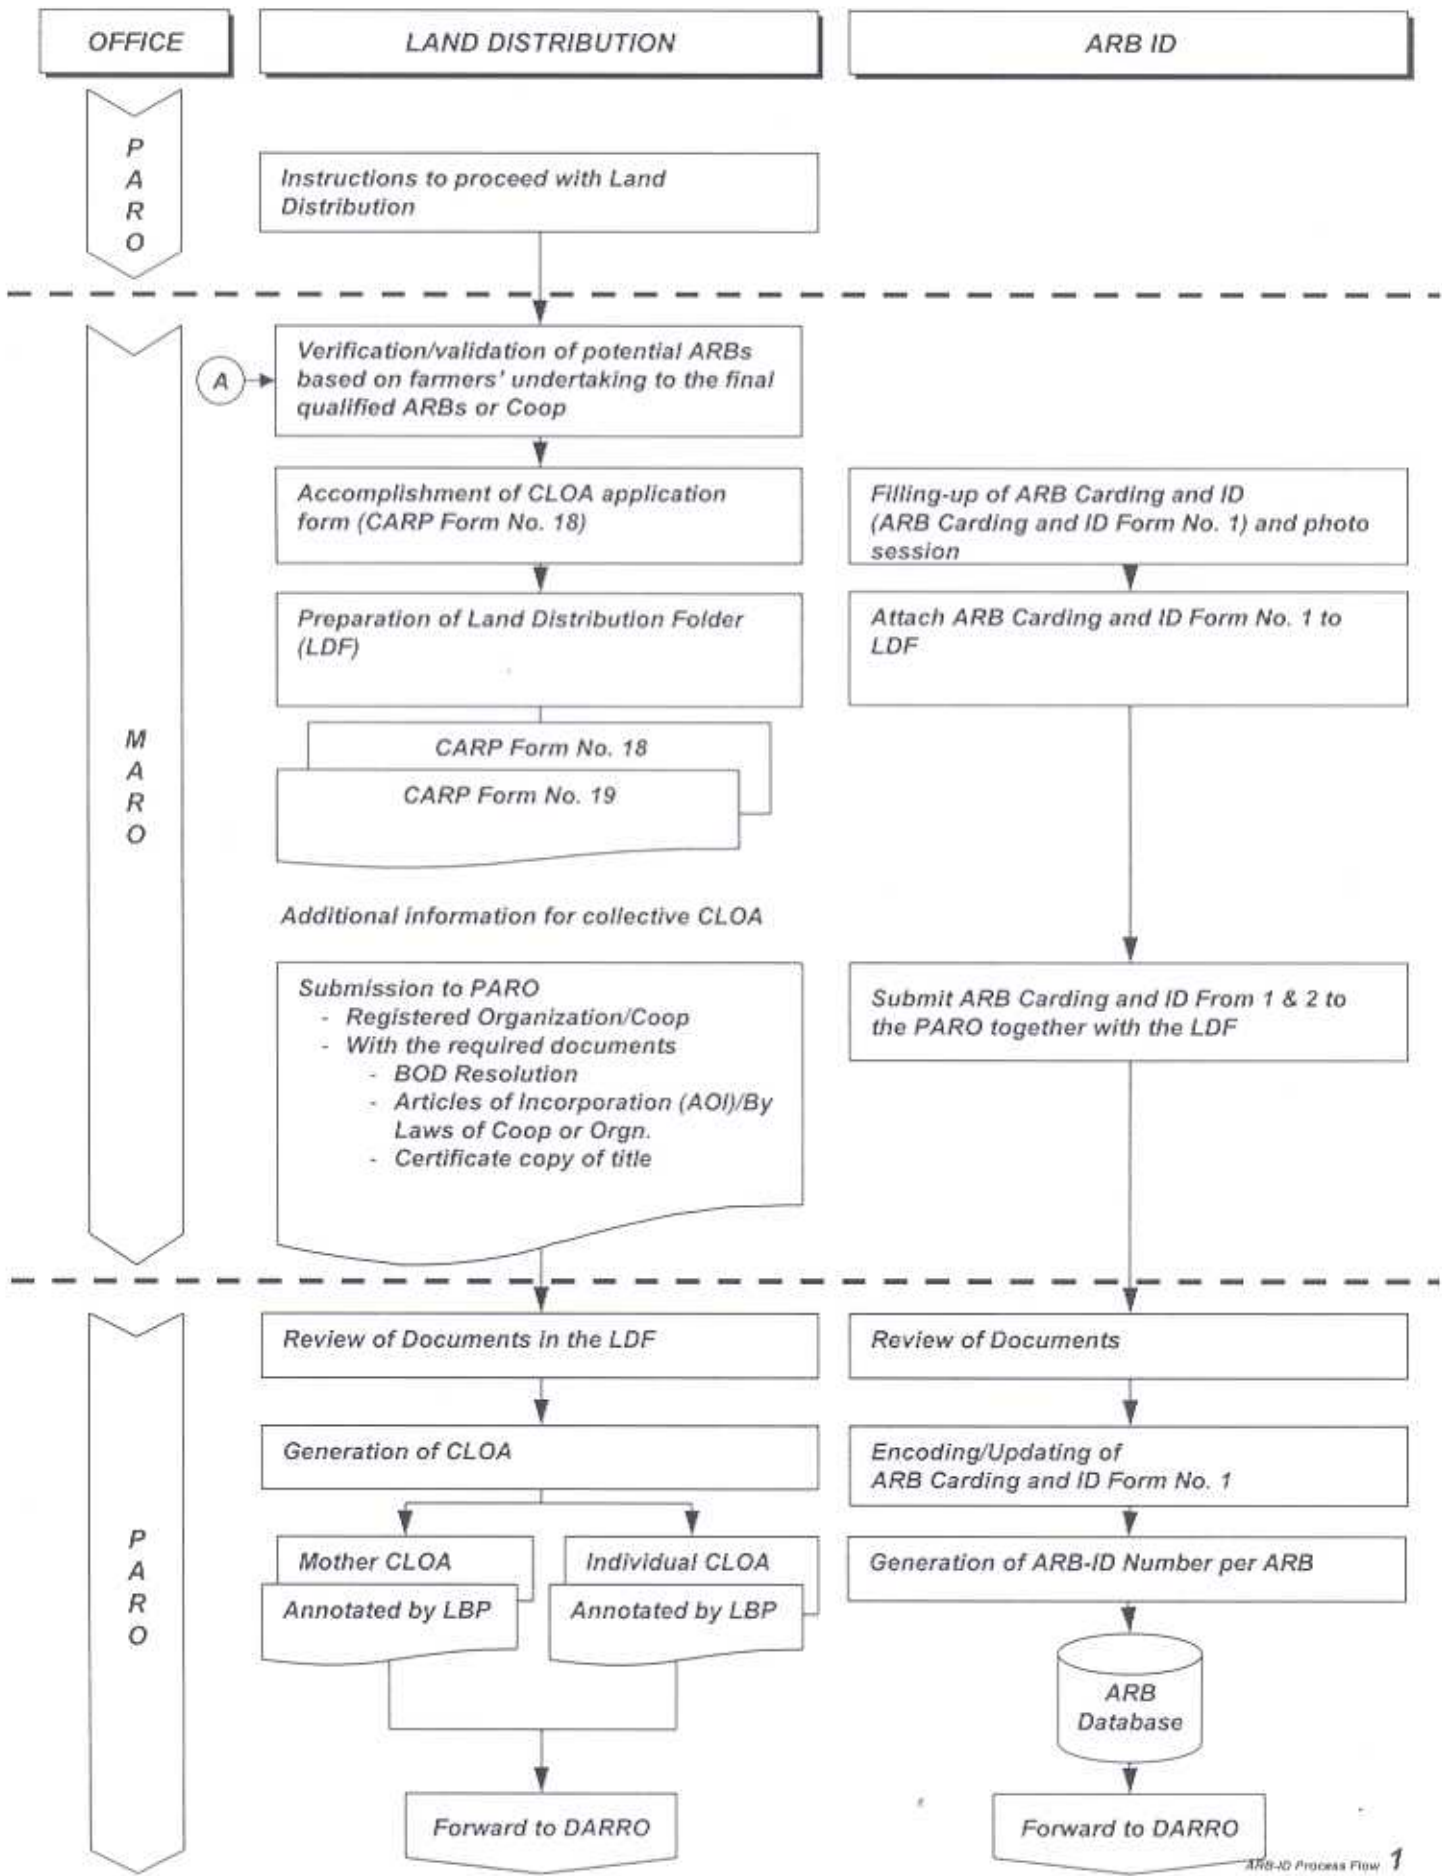 OFFICE
LAND DISTRIBUTION
ARB ID
P
A
R
O
Instructions to proceed with Land
Distribution
M
A
R
O
A
Verification/validation of potential ARBs
based on farmers' undertaking to the final
qualified ARBs or Coop
Accomplishment of CLOA application
form (CARP Form No. 18)
Filling-up of ARB Carding and ID
(ARB Carding and ID Form No. 1) and photo
session
Preparation of Land Distribution Folder
(LDF)
Attach ARB Carding and ID Form No. 1 to
LDF
CARP Form No. 18
CARP Form No. 19
Additional information for collective CLOA
Submission to PARO
- Registered Organization/Coop
- With the required documents
- BOD Resolution
- Articles of Incorporation (AOI)/By
Laws of Coop or Orgn.
- Certificate copy of title
Submit ARB Carding and ID From 1 & 2 to
the PARO together with the LDF
P
A
R
O
Review of Documents in the LDF
Review of Documents
Generation of CLOA
Encoding/Updating of
ARB Carding and ID Form No. 1
Mother CLOA
Annotated by LBP
Individual CLOA
Annotated by LBP
Generation of ARB-ID Number per ARB
ARB
Database
Forward to DARRO
Forward to DARRO
ARB-ID Process Flow 1